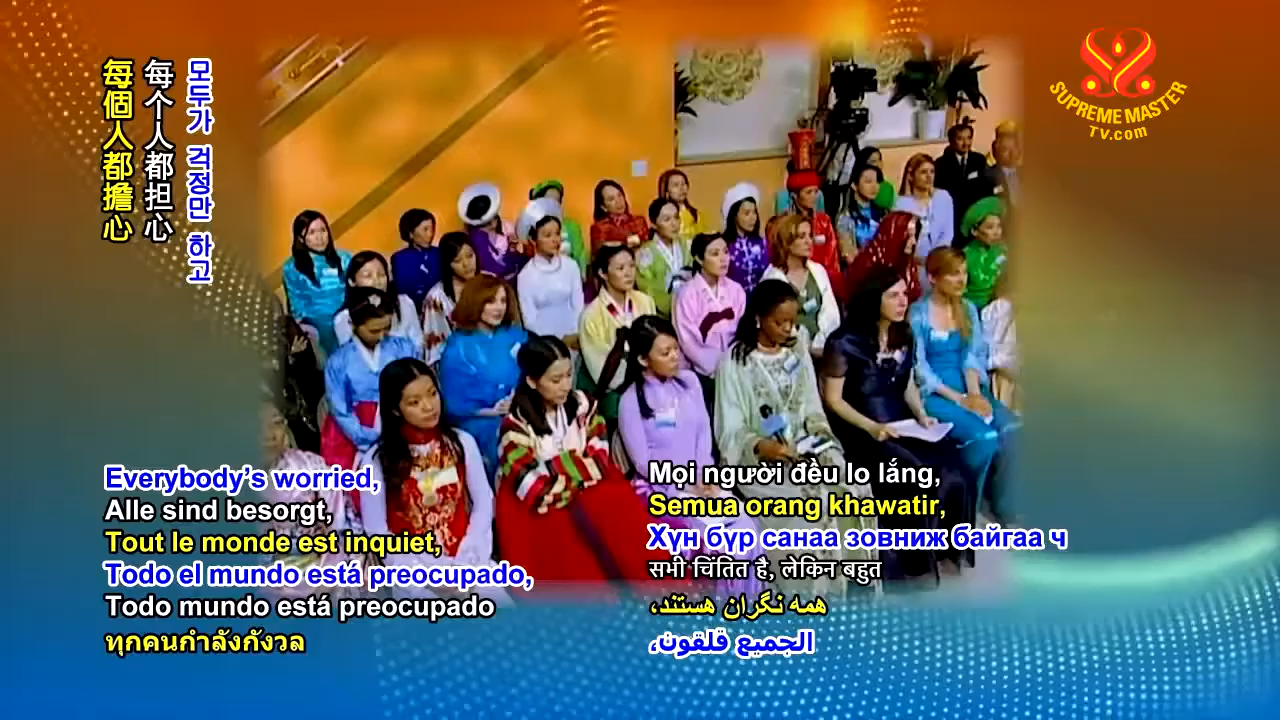 每個人都擔心
每个人都担心
모두가 걱정만 하고
SUPREME MASTER
TV.com
Everybody's worried,
Alle sind besorgt,
Tout le monde est inquiet,
Todo el mundo está preocupado,
Todo mundo está preocupado
ทุกคนกำลังกังวล
Mọi người đều lo lắng,
Semua orang khawatir,
Хүн бүр санаа зовниж байгаа ч
सभी चिंतित है, लेकिन बहुत
همه نگران هستند،
الجميع قلقون،